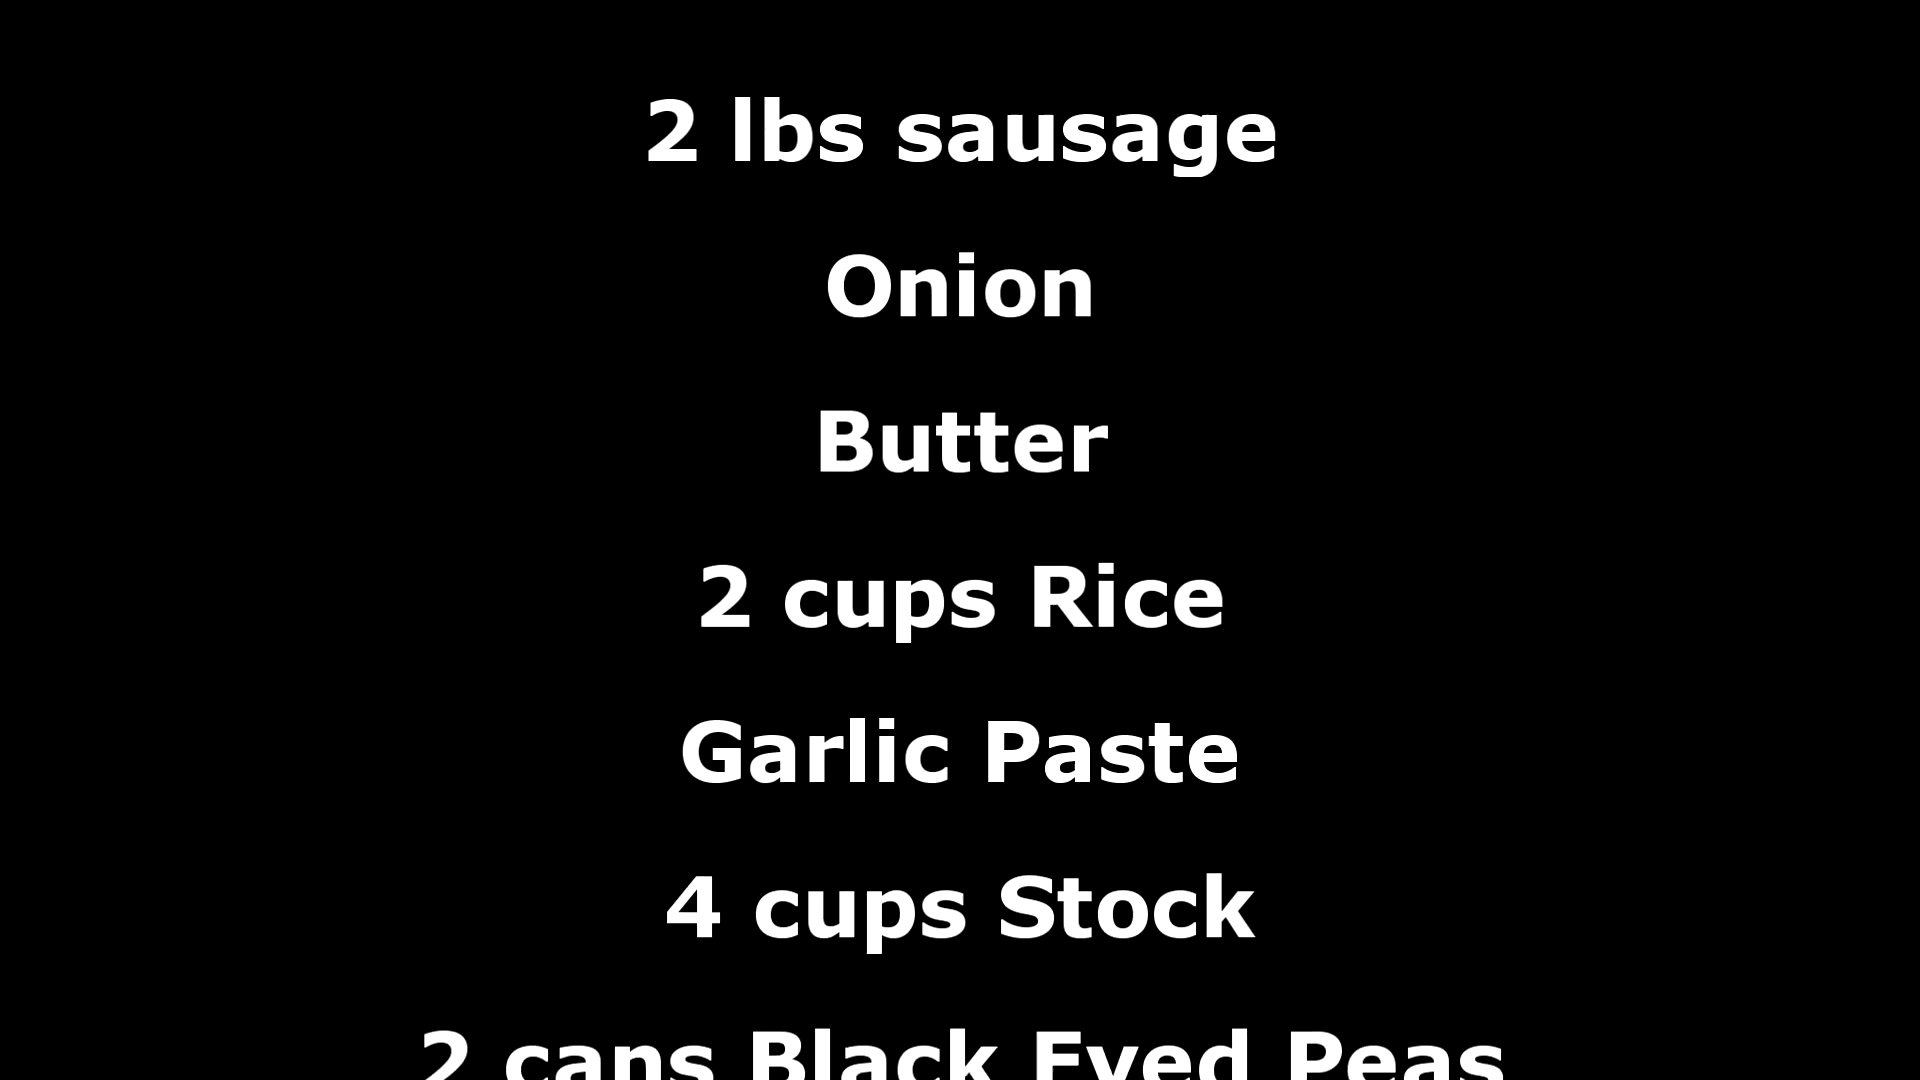 2 lbs sausage
Onion
Butter
2 cups Rice
Garlic Paste
4 cups Stock
2 cans Black Eyed Peas